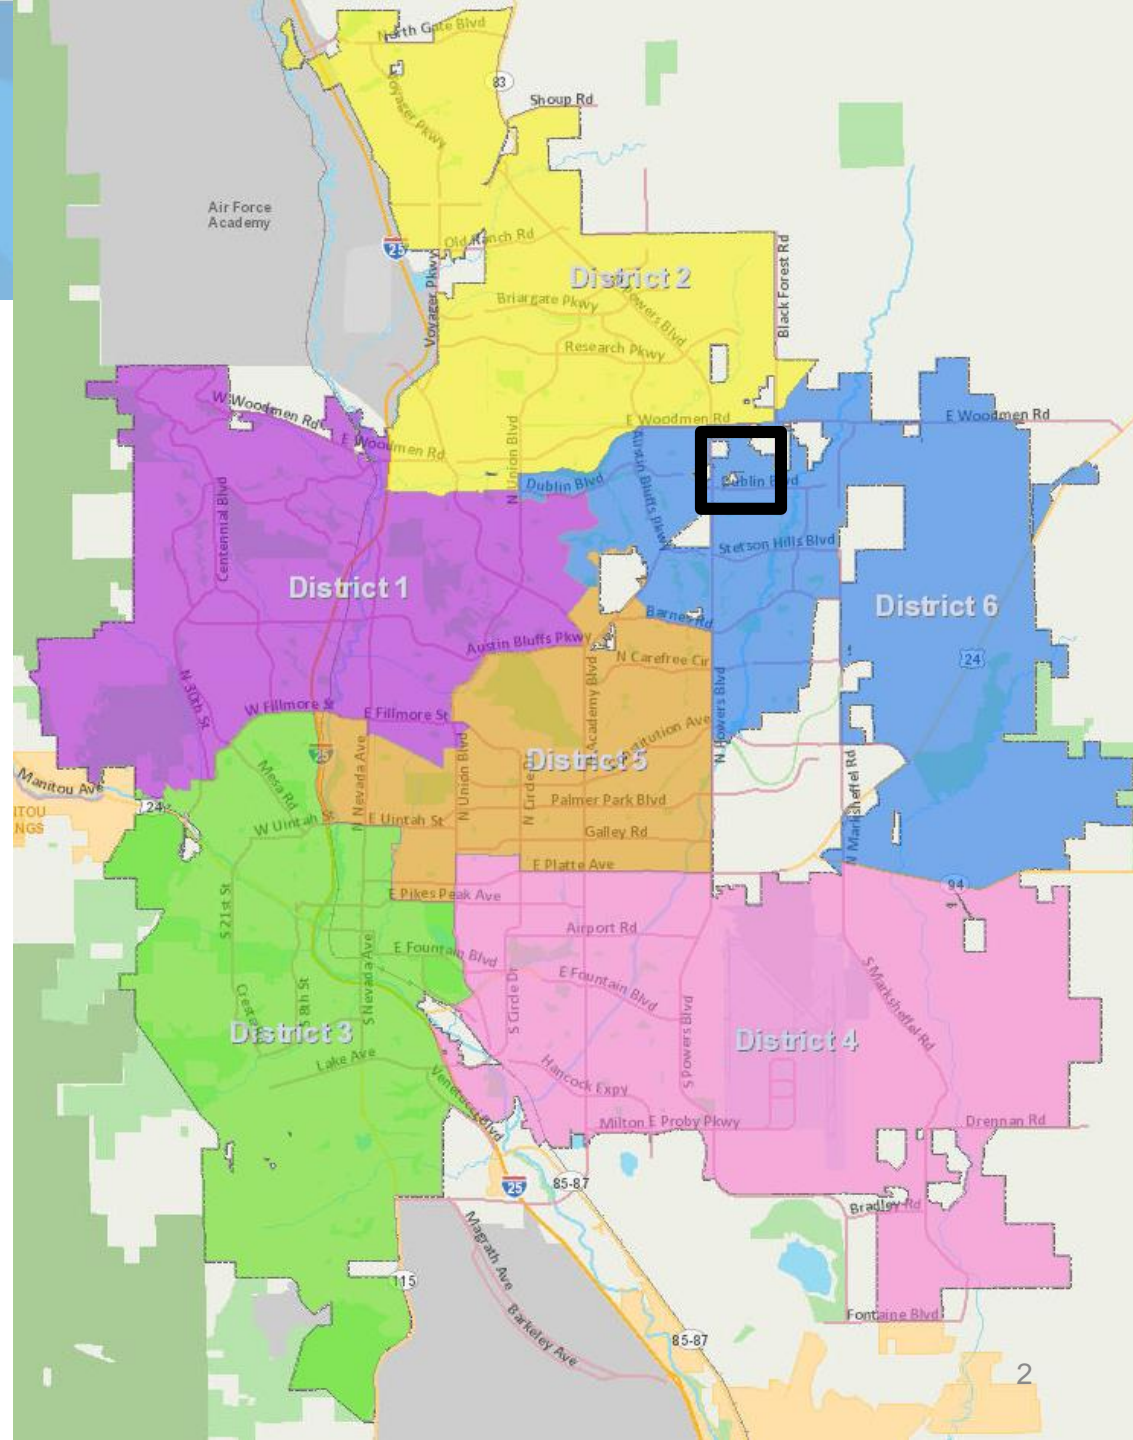 North Gate Blvd
83
Voyager Pkwy
Shoup Rd
Air Force
Academy
25
Old Ranch Rd
Voyager Pkwy
District 2
Powers Blvd
Black Forest Rd
Briargate Pkwy
Research Pkwy
W Woodmen Rd
E Woodmen Rd
E Woodmen Rd
E Woodmen Rd
N Union Blvd
Austin Bluffs Pkwy
Dublin Blvd
Dublin Blvd
Centennial Blvd
Stetson Hills Blvd
District 1
District 6
Barnes Rd
Austin Bluffs Pkwy
N Carefree Cir
24
N 30th St
W Fillmore St
E Fillmore St
N Academy Blvd
N Powers Blvd
Constitution Ave
25
N Nevada Ave
N Union Blvd
N Circle Dr
District 5
Manitou Ave
ITOU
NGS
24
Mesa Rd
W Uintah St
E Uintah St
Palmer Park Blvd
Galley Rd
N Marksheffel Rd
E Platte Ave
94
S 21st St
E Pikes Peak Ave
Airport Rd
E Fountain Blvd
E Fountain Blvd
S Nevada Ave
S 8th St
S Circle Dr
S Powers Blvd
S Marksheffel Rd
District 3
District 4
Lake Ave
Venetucci Blvd
Hancock Expy
Milton E Proby Pkwy
Drennan Rd
25
85-87
Bradley Rd
Magrath Ave
115
Barkeley Ave
Fontaine Blvd
85-87
2